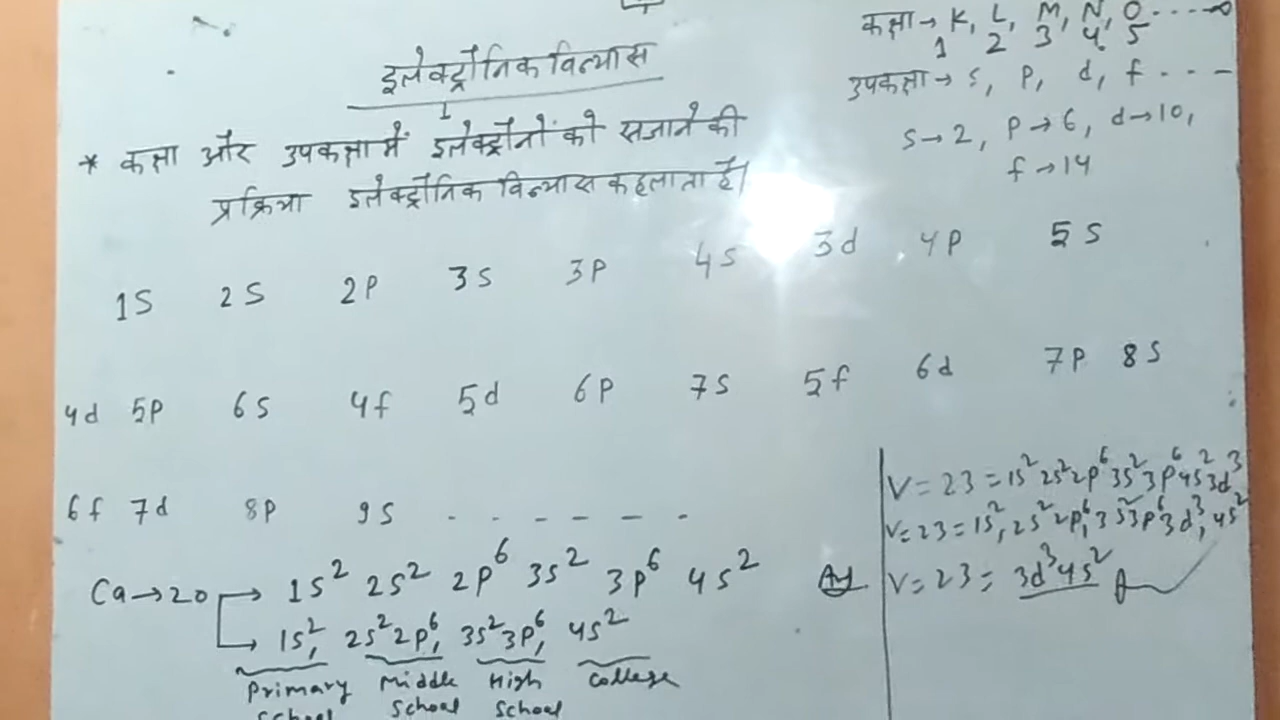 कक्षा → K, L, M, N, O ----
1 2 3 4 5
इलेक्ट्रॉनिक विन्यास
उपकक्षा → s, p, d, f - - - -
s → 2, p → 6, d → 10,
f → 14
* कक्षा और उपकक्षा में इलेक्ट्रॉनों को सजाने की
प्रक्रिया इलेक्ट्रॉनिक विन्यास कहलाता है।
1s 2s 2p 3s 3p 4s 3d 4p 5s
4d 5p 6s 4f 5d 6p 7s 5f 6d 7p 8s
6f 7d 8p 9s - - - - - -
V = 23 = 1s² 2s² 2p⁶ 3s² 3p⁶ 4s² 3d³
V = 23 = 1s², 2s² 2p⁶, 3s² 3p⁶ 3d³, 4s²
V = 23 = 3d³ 4s²
Ca → 20 → 1s² 2s² 2p⁶ 3s² 3p⁶ 4s²
→ 1s², 2s² 2p⁶, 3s² 3p⁶, 4s²
Primary Middle High College
School School School